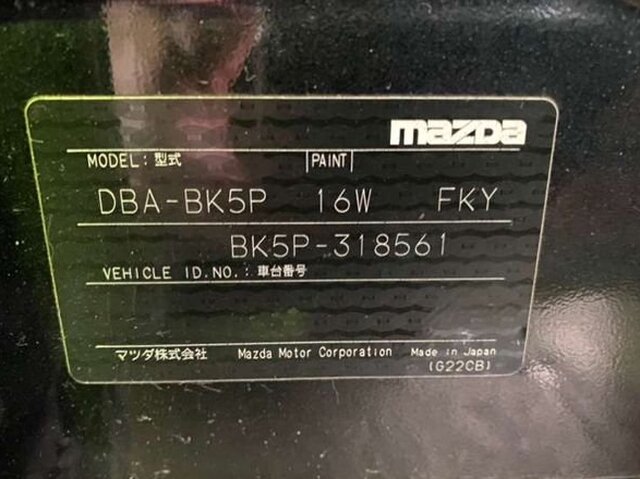 mazda
MODEL: 型式 |PAINT|
DBA-BK5P 16W FKY
BK5P-318561
VEHICLE ID.NO.: 車台番号
マツダ株式会社 Mazda Motor Corporation Made in Japan
(G22CB)